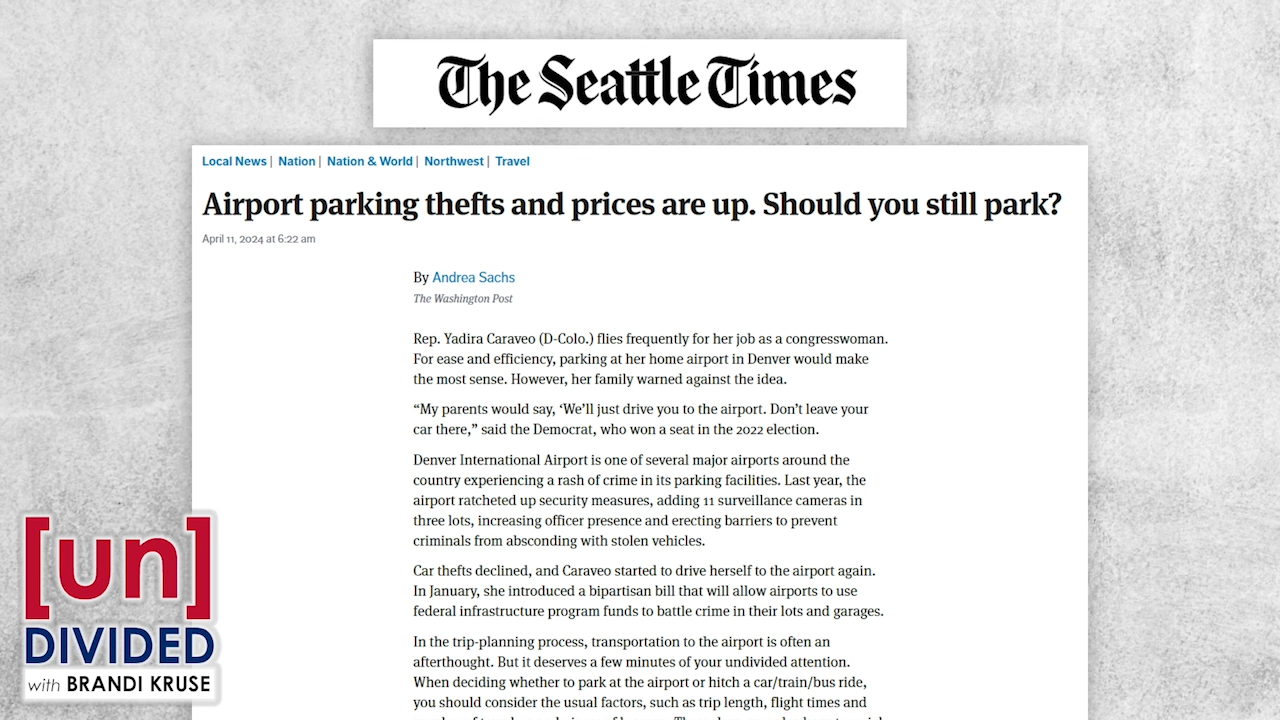 The Seattle Times
Local News | Nation | Nation & World | Northwest | Travel
Airport parking thefts and prices are up. Should you still park?
April 11, 2024 at 6:22 am
By Andrea Sachs
The Washington Post
Rep. Yadira Caraveo (D-Colo.) flies frequently for her job as a congresswoman.
For ease and efficiency, parking at her home airport in Denver would make
the most sense. However, her family warned against the idea.
“My parents would say, ‘We’ll just drive you to the airport. Don’t leave your
car there,” said the Democrat, who won a seat in the 2022 election.
Denver International Airport is one of several major airports around the
country experiencing a rash of crime in its parking facilities. Last year, the
airport ratcheted up security measures, adding 11 surveillance cameras in
three lots, increasing officer presence and erecting barriers to prevent
criminals from absconding with stolen vehicles.
Car thefts declined, and Caraveo started to drive herself to the airport again.
In January, she introduced a bipartisan bill that will allow airports to use
federal infrastructure program funds to battle crime in their lots and garages.
In the trip-planning process, transportation to the airport is often an
afterthought. But it deserves a few minutes of your undivided attention.
When deciding whether to park at the airport or hitch a car/train/bus ride,
you should consider the usual factors, such as trip length, flight times and
[un]
DIVIDED
with BRANDI KRUSE